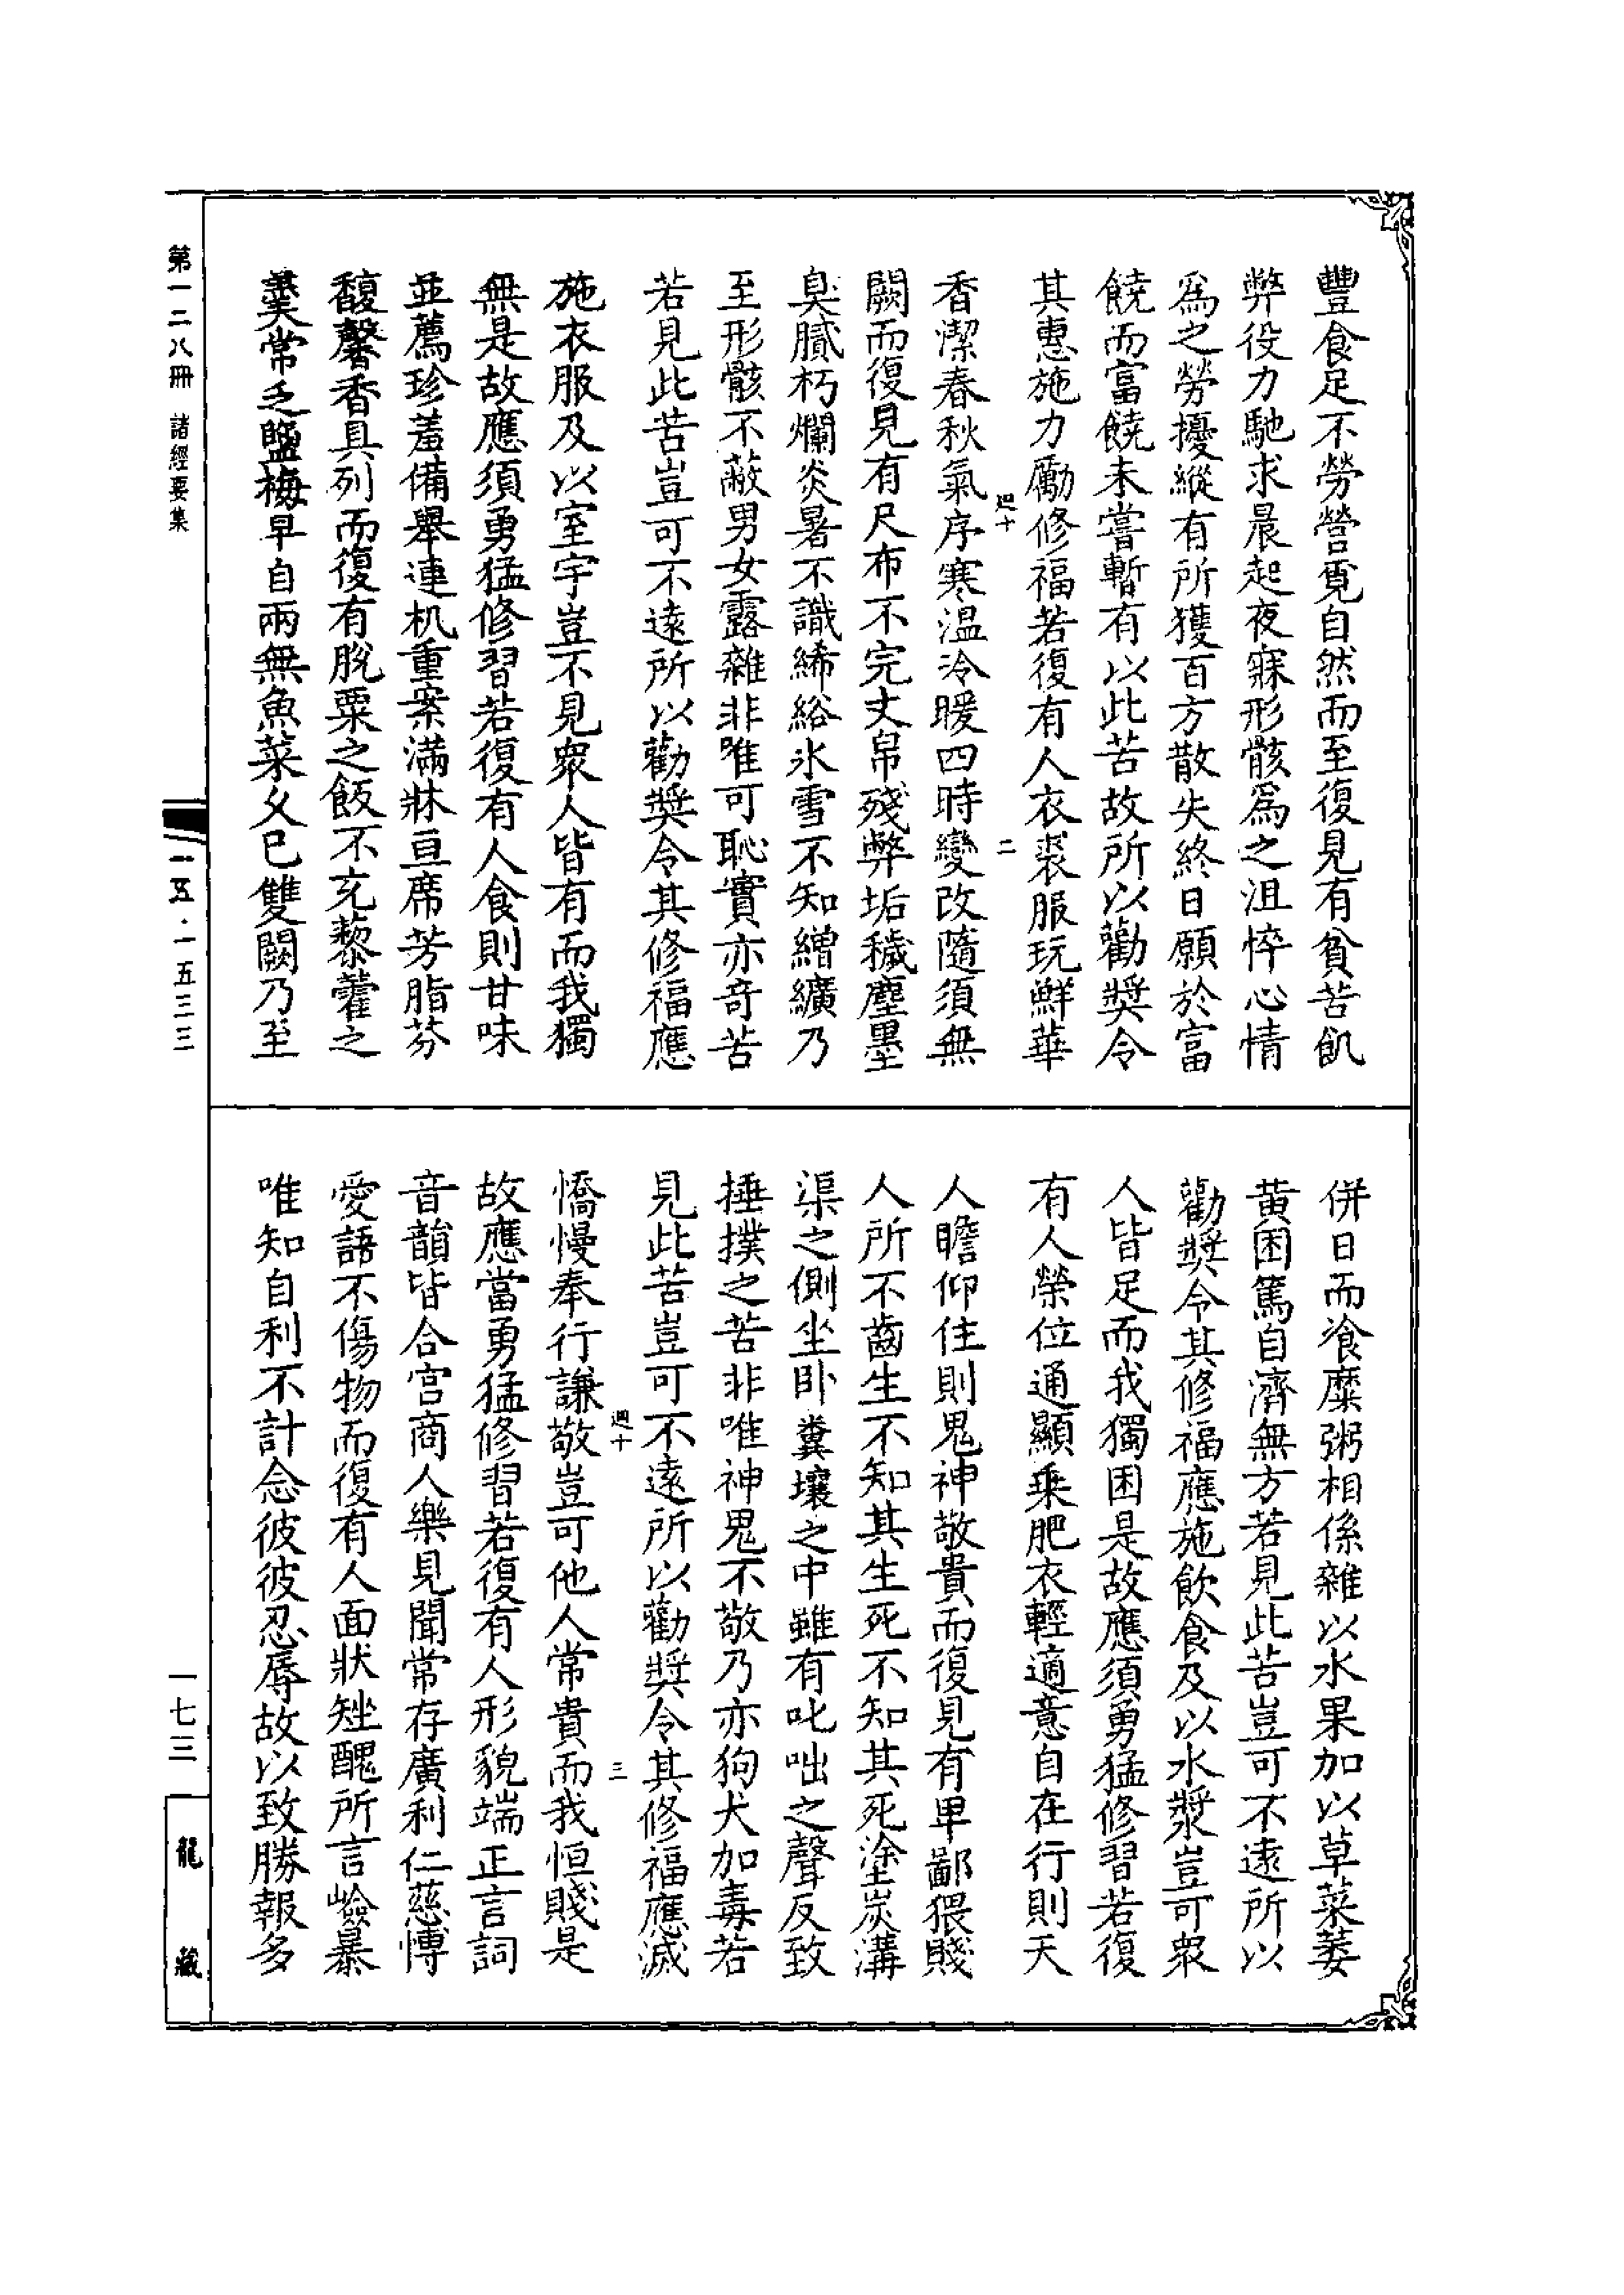 豐食足不勞營覓自然而至復見有貧苦飢
弊役力馳求晨起夜寐形骸爲之沮悴心情
爲之勞擾縱有所獲百方散失終日願於富
饒而富饒未嘗暫有以此苦故所以勸獎令
其惠施力勵修福若復有人衣裘服玩鮮華
迴十 二
香潔春秋氣序寒温冷暖四時變改隨須無
闕而復見有尺布不完丈帛殘弊垢穢塵墨
臭膩朽爛炎暑不識絺綌氷雪不知繒纊乃
至形骸不蔽男女露雜非唯可恥實亦奇苦
若見此苦豈可不遠所以勸獎令其修福應
施衣服及以室宇豈不見衆人皆有而我獨
無是故應須勇猛修習若復有人食則甘味
並薦珍羞備舉連机重案滿牀亘席芳脂芬
馥馨香具列而復有脫粟之飯不充藜藿之
羹常乏鹽梅早自兩無魚菜久已雙闕乃至
併日而飡糜粥相係雜以水果加以草菜萎
黄困篤自濟無方若見此苦豈可不遠所以
勸獎令其修福應施飲食及以水漿豈可衆
人皆足而我獨困是故應須勇猛修習若復
有人榮位通顯乘肥衣輕適意自在行則天
人瞻仰住則鬼神敬貴而復見有卑鄙猥賤
人所不齒生不知其生死不知其死塗炭溝
渠之側坐卧糞壤之中雖有叱咄之聲反致
捶撲之苦非唯神鬼不敬乃亦狗犬加毒若
見此苦豈可不遠所以勸獎令其修福應滅
迴十 三
憍慢奉行謙敬豈可他人常貴而我恒賤是
故應當勇猛修習若復有人形貌端正言詞
音韻皆合宫商人樂見聞常存廣利仁慈博
愛語不傷物而復有人面狀矬醜所言嶮暴
唯知自利不計念彼彼忍辱故以致勝報多
第一二八冊 諸經要集
一五·一五三三
一七三
龍藏